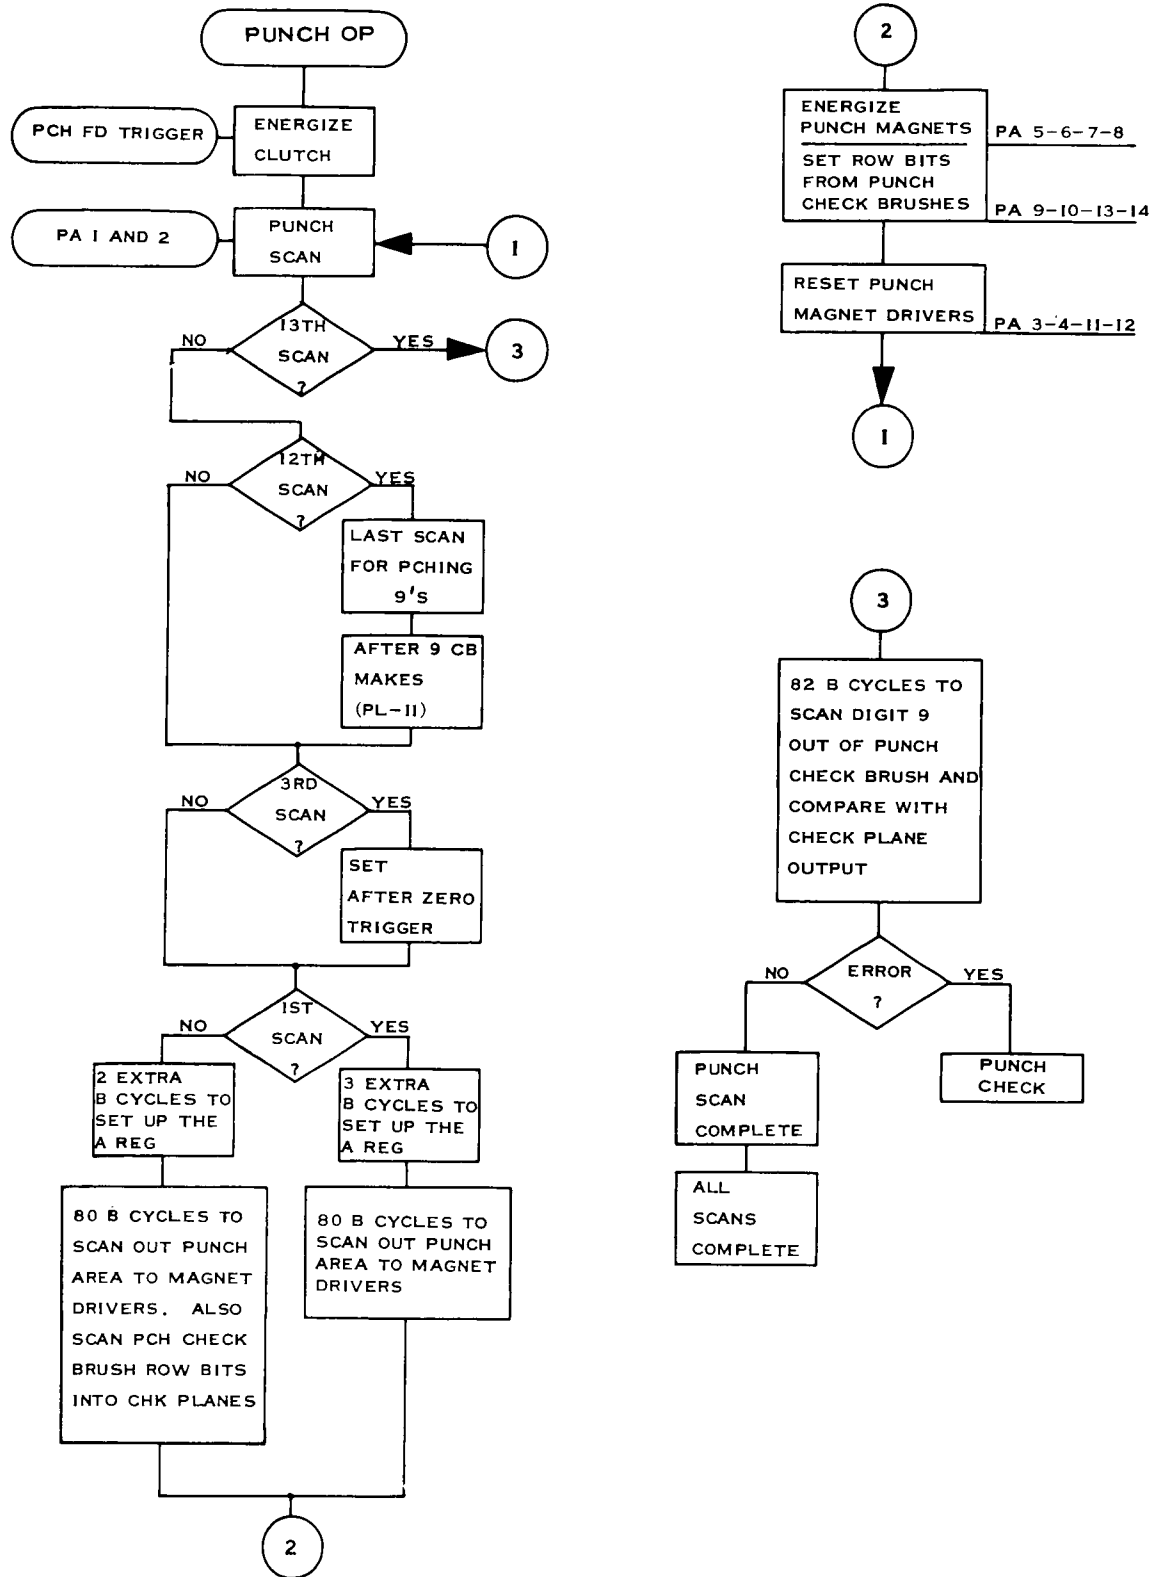 PUNCH OP
PCH FD TRIGGER
ENERGIZE
CLUTCH
PA 1 AND 2
PUNCH
SCAN
1
13TH
SCAN
?
NO
YES
3
12TH
SCAN
?
NO
YES
LAST SCAN
FOR PCHING
9'S
AFTER 9 CB
MAKES
(PL-11)
3RD
SCAN
?
NO
YES
SET
AFTER ZERO
TRIGGER
1ST
SCAN
?
NO
YES
2 EXTRA
B CYCLES TO
SET UP THE
A REG
3 EXTRA
B CYCLES TO
SET UP THE
A REG
80 B CYCLES TO
SCAN OUT PUNCH
AREA TO MAGNET
DRIVERS. ALSO
SCAN PCH CHECK
BRUSH ROW BITS
INTO CHK PLANES
80 B CYCLES TO
SCAN OUT PUNCH
AREA TO MAGNET
DRIVERS
2
2
ENERGIZE
PUNCH MAGNETS
PA 5-6-7-8
SET ROW BITS
FROM PUNCH
CHECK BRUSHES
PA 9-10-13-14
RESET PUNCH
MAGNET DRIVERS
PA 3-4-11-12
1
3
82 B CYCLES TO
SCAN DIGIT 9
OUT OF PUNCH
CHECK BRUSH AND
COMPARE WITH
CHECK PLANE
OUTPUT
ERROR
?
NO
YES
PUNCH
SCAN
COMPLETE
PUNCH
CHECK
ALL
SCANS
COMPLETE